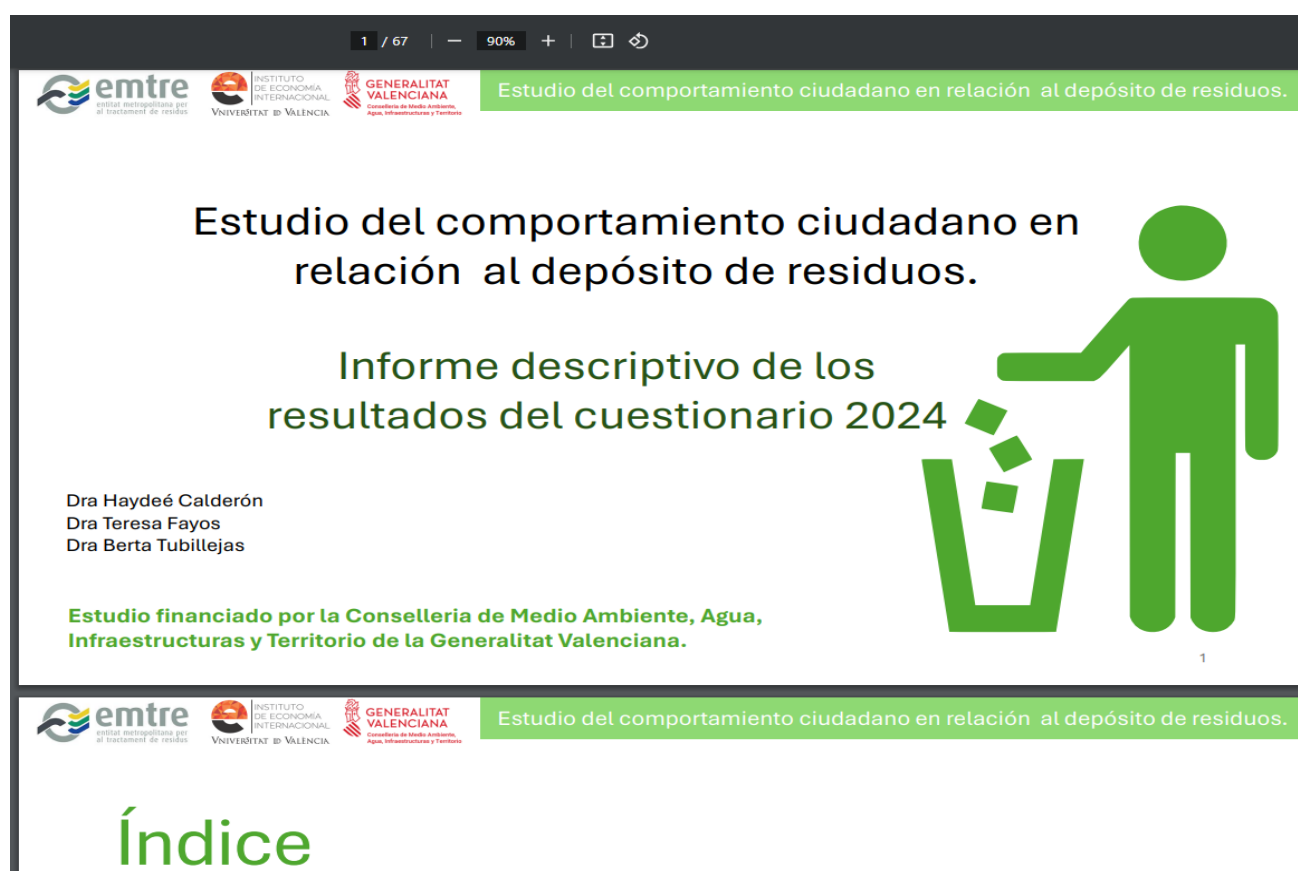 1 / 67 | — 90% +
emtre
entitat metropolitana per
al tractament de residus
INSTITUTO
DE ECONOMÍA
INTERNACIONAL
VNIVERSITAT ID VALÈNCIA
GENERALITAT
VALENCIANA
Conselleria de Medio Ambiente,
Agua, Infraestructuras y Territorio
Estudio del comportamiento ciudadano en relación al depósito de residuos.
Estudio del comportamiento ciudadano en
relación al depósito de residuos.
Informe descriptivo de los
resultados del cuestionario 2024
Dra Haydeé Calderón
Dra Teresa Fayos
Dra Berta Tubillejas
Estudio financiado por la Conselleria de Medio Ambiente, Agua,
Infraestructuras y Territorio de la Generalitat Valenciana.
1
emtre
entitat metropolitana per
al tractament de residus
INSTITUTO
DE ECONOMÍA
INTERNACIONAL
VNIVERSITAT ID VALÈNCIA
GENERALITAT
VALENCIANA
Conselleria de Medio Ambiente,
Agua, Infraestructuras y Territorio
Estudio del comportamiento ciudadano en relación al depósito de residuos.
Índice